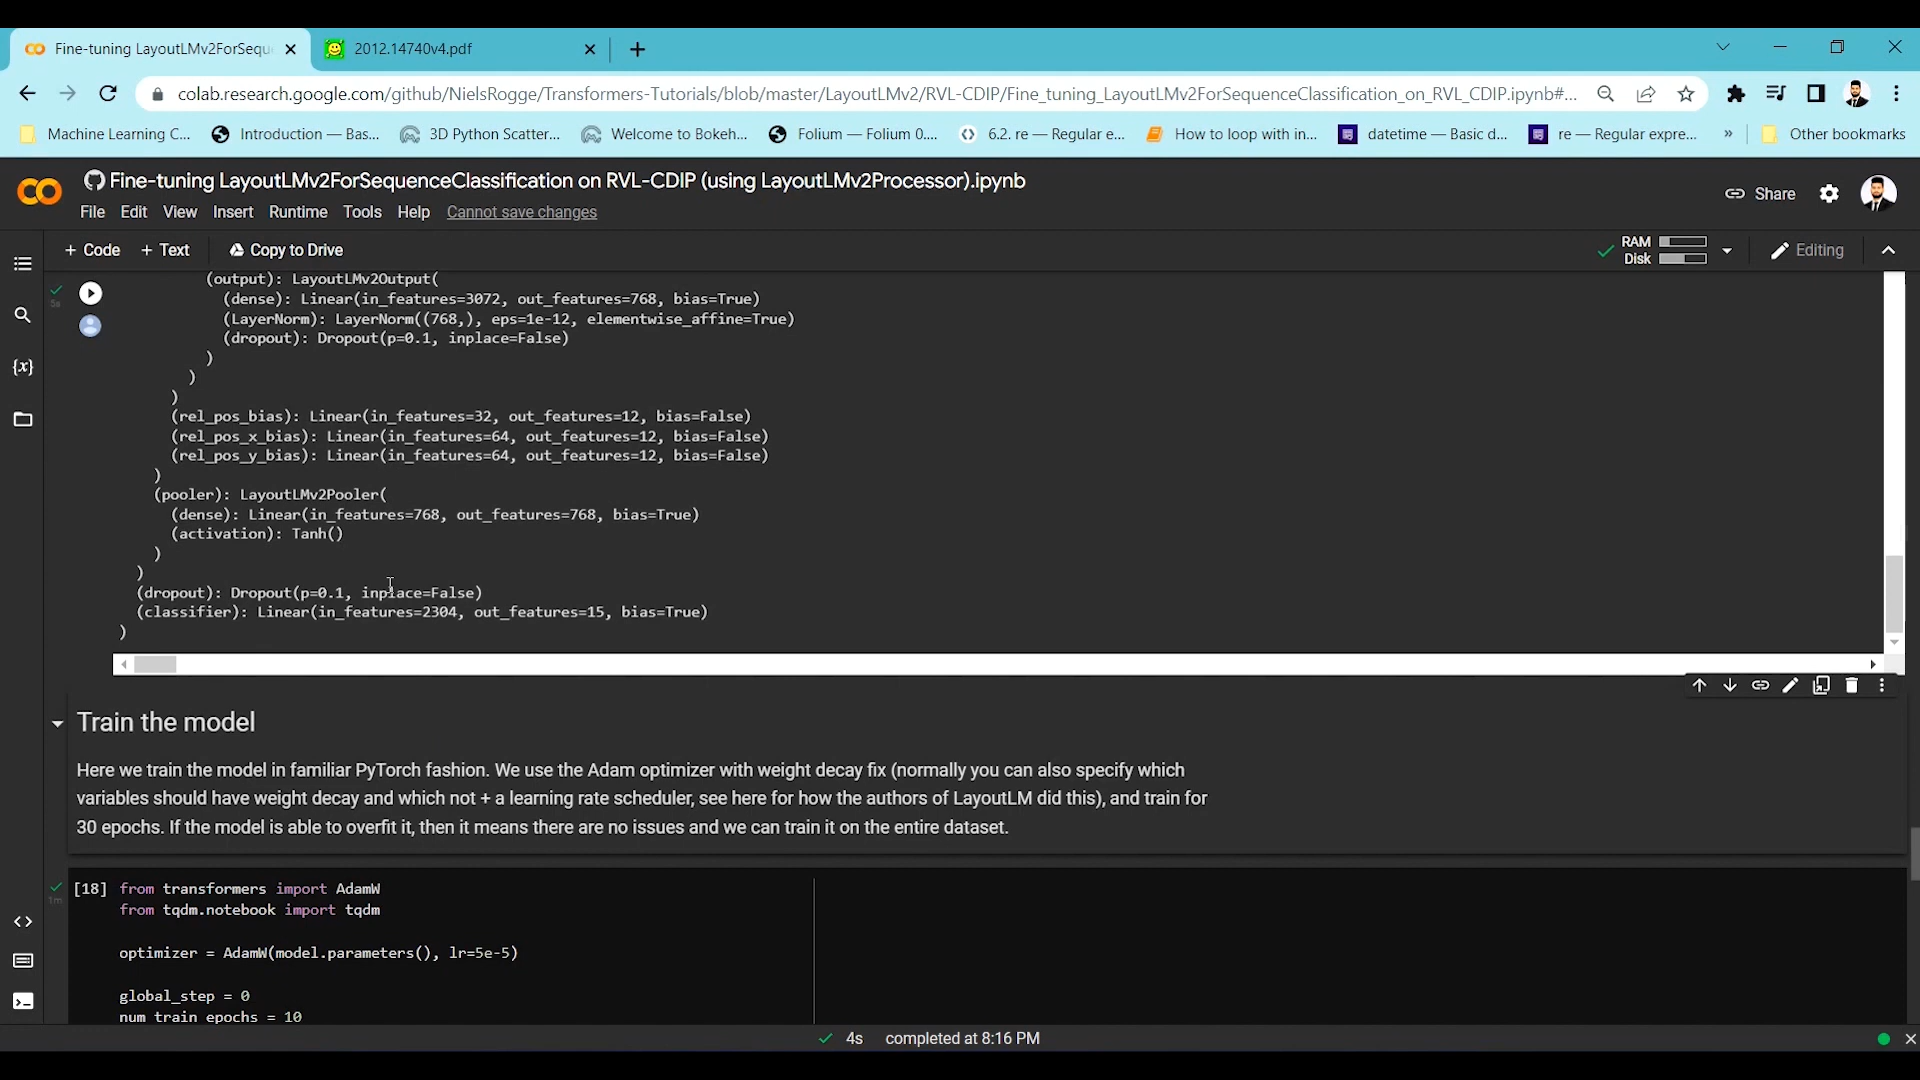 Fine-tuning LayoutLMv2ForSequ
2012.14740v4.pdf
colab.research.google.com/github/NielsRogge/Transformers-Tutorials/blob/master/LayoutLMv2/RVL-CDIP/Fine_tuning_LayoutLMv2ForSequenceClassification_on_RVL_CDIP.ipynb#...
Machine Learning C...
Introduction — Bas...
3D Python Scatter...
Welcome to Bokeh...
Folium — Folium 0....
6.2. re — Regular e...
How to loop with in...
datetime — Basic d...
re — Regular expre...
»
Other bookmarks
Fine-tuning LayoutLMv2ForSequenceClassification on RVL-CDIP (using LayoutLMv2Processor).ipynb
Share
File Edit View Insert Runtime Tools Help Cannot save changes
+ Code + Text Copy to Drive
RAM
Disk
Editing
(output): LayoutLMv2Output(
(dense): Linear(in_features=3072, out_features=768, bias=True)
(LayerNorm): LayerNorm((768,), eps=1e-12, elementwise_affine=True)
(dropout): Dropout(p=0.1, inplace=False)
)
)
)
(rel_pos_bias): Linear(in_features=32, out_features=12, bias=False)
(rel_pos_x_bias): Linear(in_features=64, out_features=12, bias=False)
(rel_pos_y_bias): Linear(in_features=64, out_features=12, bias=False)
)
(pooler): LayoutLMv2Pooler(
(dense): Linear(in_features=768, out_features=768, bias=True)
(activation): Tanh()
)
)
(dropout): Dropout(p=0.1, inplace=False)
(classifier): Linear(in_features=2304, out_features=15, bias=True)
)
5s
{x}
Train the model
Here we train the model in familiar PyTorch fashion. We use the Adam optimizer with weight decay fix (normally you can also specify which
variables should have weight decay and which not + a learning rate scheduler, see here for how the authors of LayoutLM did this), and train for
30 epochs. If the model is able to overfit it, then it means there are no issues and we can train it on the entire dataset.
1m
[18] from transformers import AdamW
from tqdm.notebook import tqdm
optimizer = AdamW(model.parameters(), lr=5e-5)
global_step = 0
num train epochs = 10
4s completed at 8:16 PM